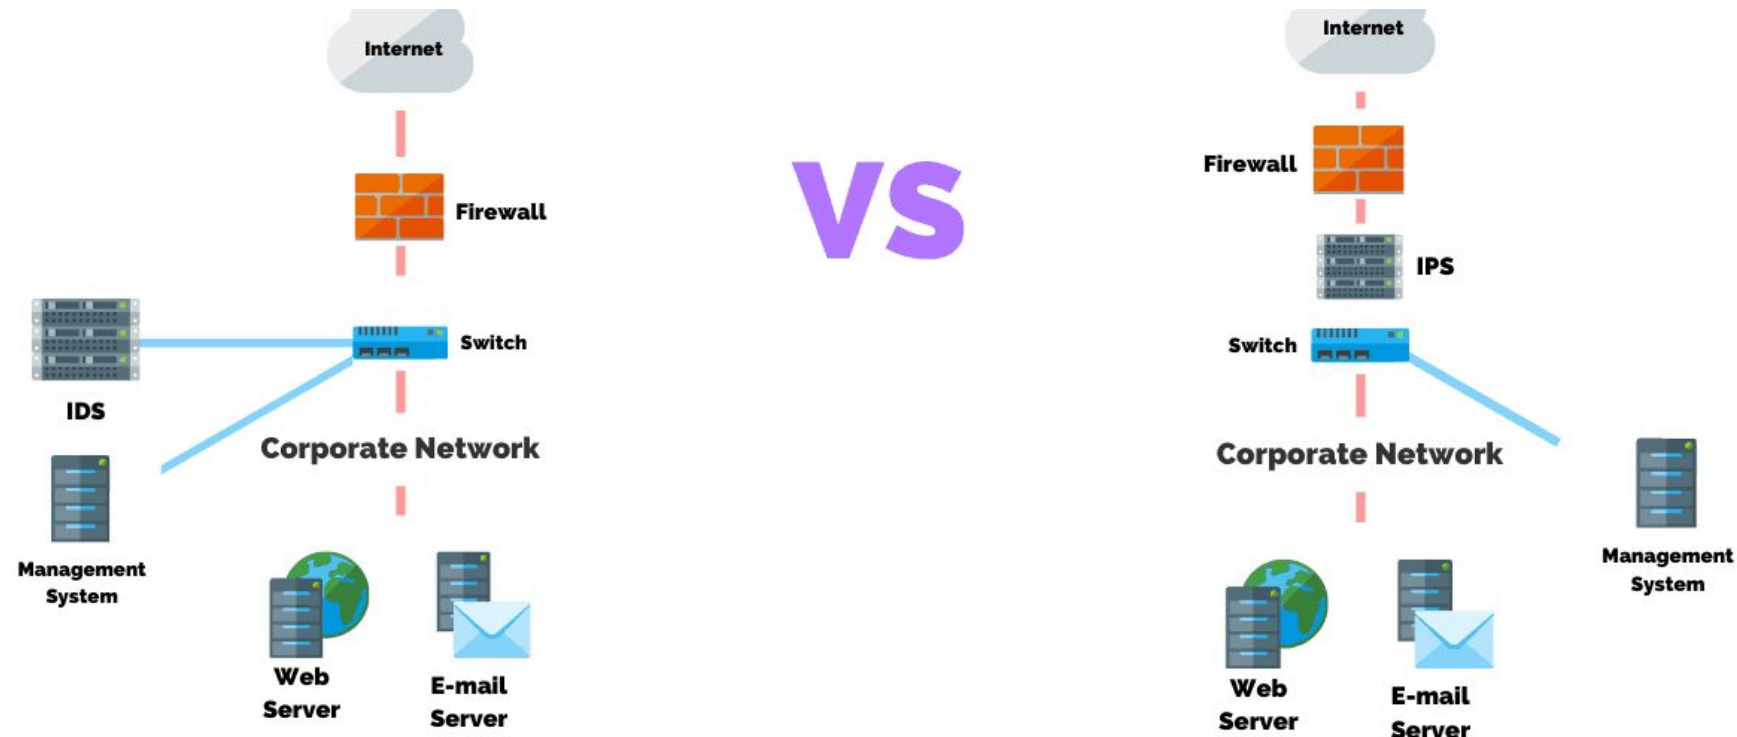 Internet
Firewall
Switch
IDS
Corporate Network
Management
System
Web
Server
E-mail
Server
VS
Internet
Firewall
IPS
Switch
Corporate Network
Management
System
Web
Server
E-mail
Server